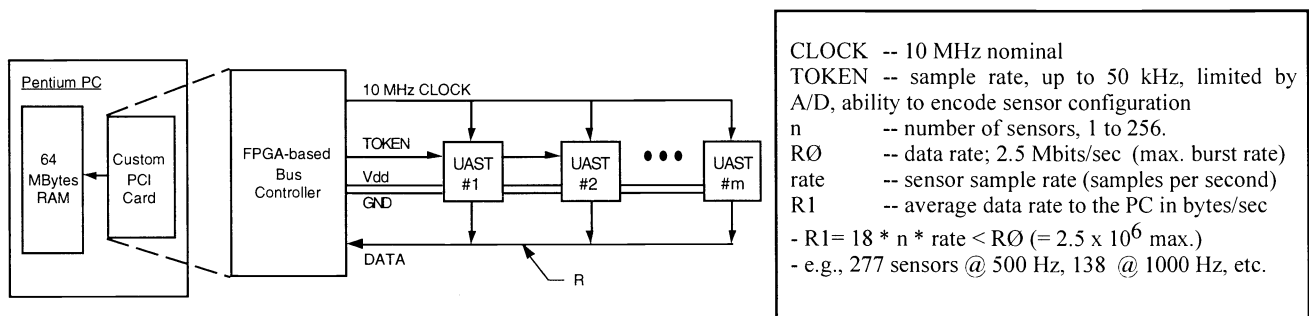 Pentium PC
64
MBytes
RAM
Custom
PCI
Card
FPGA-based
Bus
Controller
10 MHz CLOCK
TOKEN
Vdd
GND
DATA
UAST
#1
UAST
#2
•••
UAST
#m
R
CLOCK -- 10 MHz nominal
TOKEN -- sample rate, up to 50 kHz, limited by
A/D, ability to encode sensor configuration
n -- number of sensors, 1 to 256.
RØ -- data rate; 2.5 Mbits/sec (max. burst rate)
rate -- sensor sample rate (samples per second)
R1 -- average data rate to the PC in bytes/sec
- R1= 18 * n * rate < RØ (= 2.5 x 10⁶ max.)
- e.g., 277 sensors @ 500 Hz, 138 @ 1000 Hz, etc.